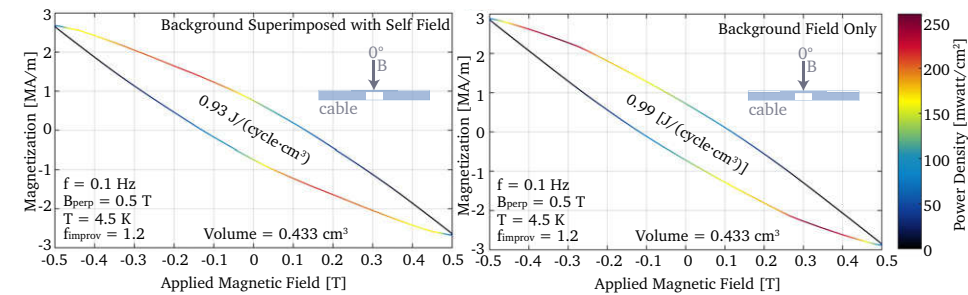 Background Superimposed with Self Field
Magnetization [MA/m]
3
2
1
0
-1
-2
-3
0°
B
cable
0.93 J/(cycle·cm³)
f = 0.1 Hz
Bperp = 0.5 T
T = 4.5 K
fimprov = 1.2
Volume = 0.433 cm³
-0.5 -0.4 -0.3 -0.2 -0.1 0 0.1 0.2 0.3 0.4 0.5
Applied Magnetic Field [T]
Background Field Only
Magnetization [MA/m]
3
2
1
0
-1
-2
-3
0°
B
cable
0.99 [J/(cycle·cm³)]
f = 0.1 Hz
Bperp = 0.5 T
T = 4.5 K
fimprov = 1.2
Volume = 0.433 cm³
-0.5 -0.4 -0.3 -0.2 -0.1 0 0.1 0.2 0.3 0.4 0.5
Applied Magnetic Field [T]
250
200
150
100
50
0
Power Density [mwatt/cm²]